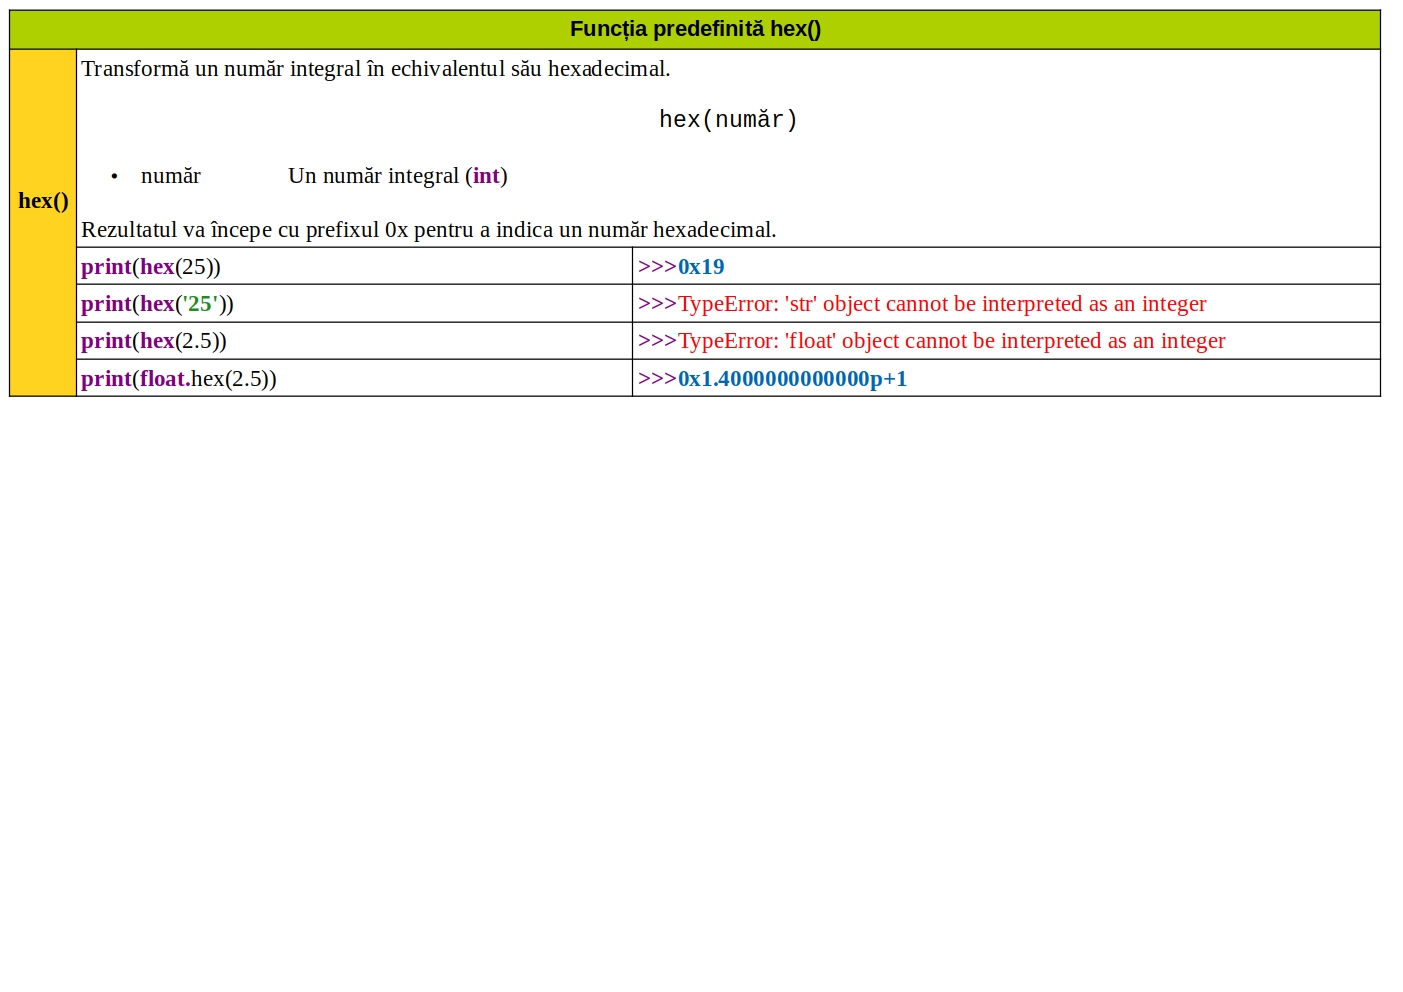 Funcția predefinită hex()
hex()
Transformă un număr integral în echivalentul său hexadecimal.
hex(număr)
• număr Un număr integral (int)
Rezultatul va începe cu prefixul 0x pentru a indica un număr hexadecimal.
print(hex(25)) >>>0x19
print(hex('25')) >>>TypeError: 'str' object cannot be interpreted as an integer
print(hex(2.5)) >>>TypeError: 'float' object cannot be interpreted as an integer
print(float.hex(2.5)) >>>0x1.4000000000000p+1